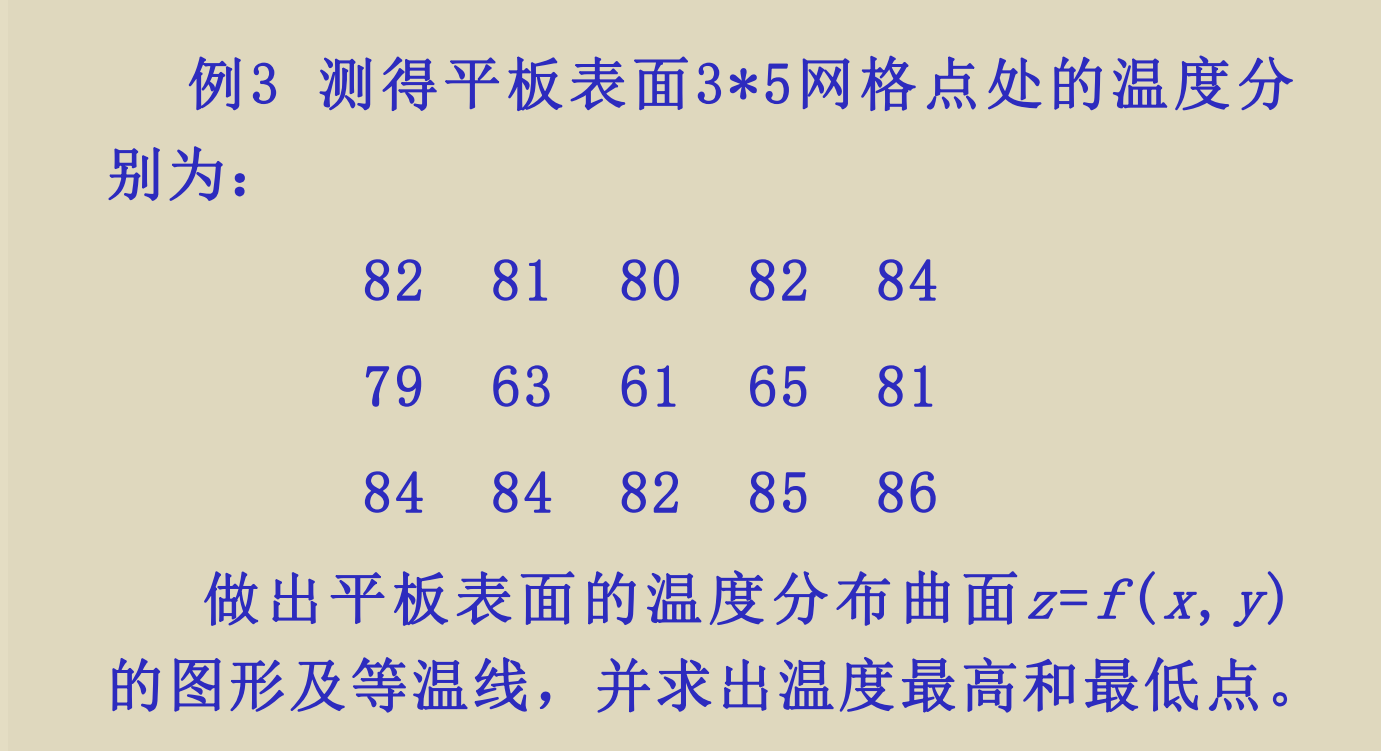 例3 测得平板表面3*5网格点处的温度分
别为：
82 81 80 82 84
79 63 61 65 81
84 84 82 85 86
做出平板表面的温度分布曲面z=f(x, y)
的图形及等温线，并求出温度最高和最低点。